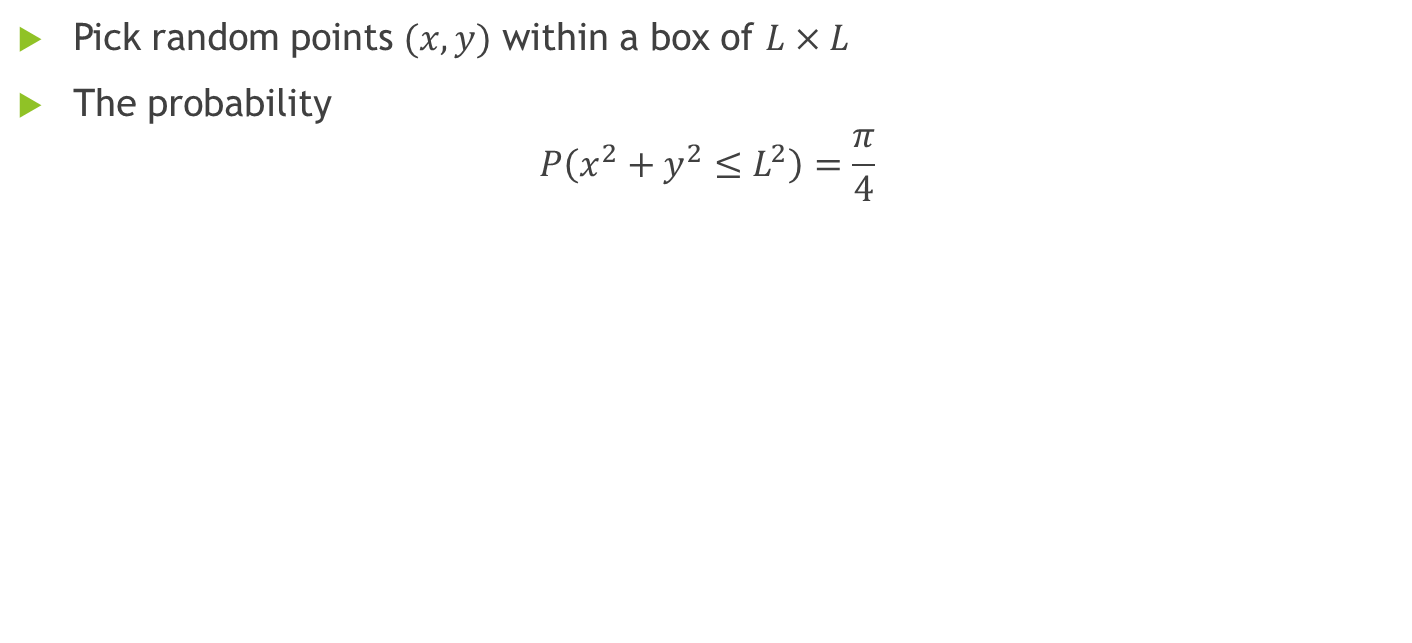 ▶ Pick random points (x, y) within a box of L × L
▶ The probability
P(x² + y² ≤ L²) = π/4